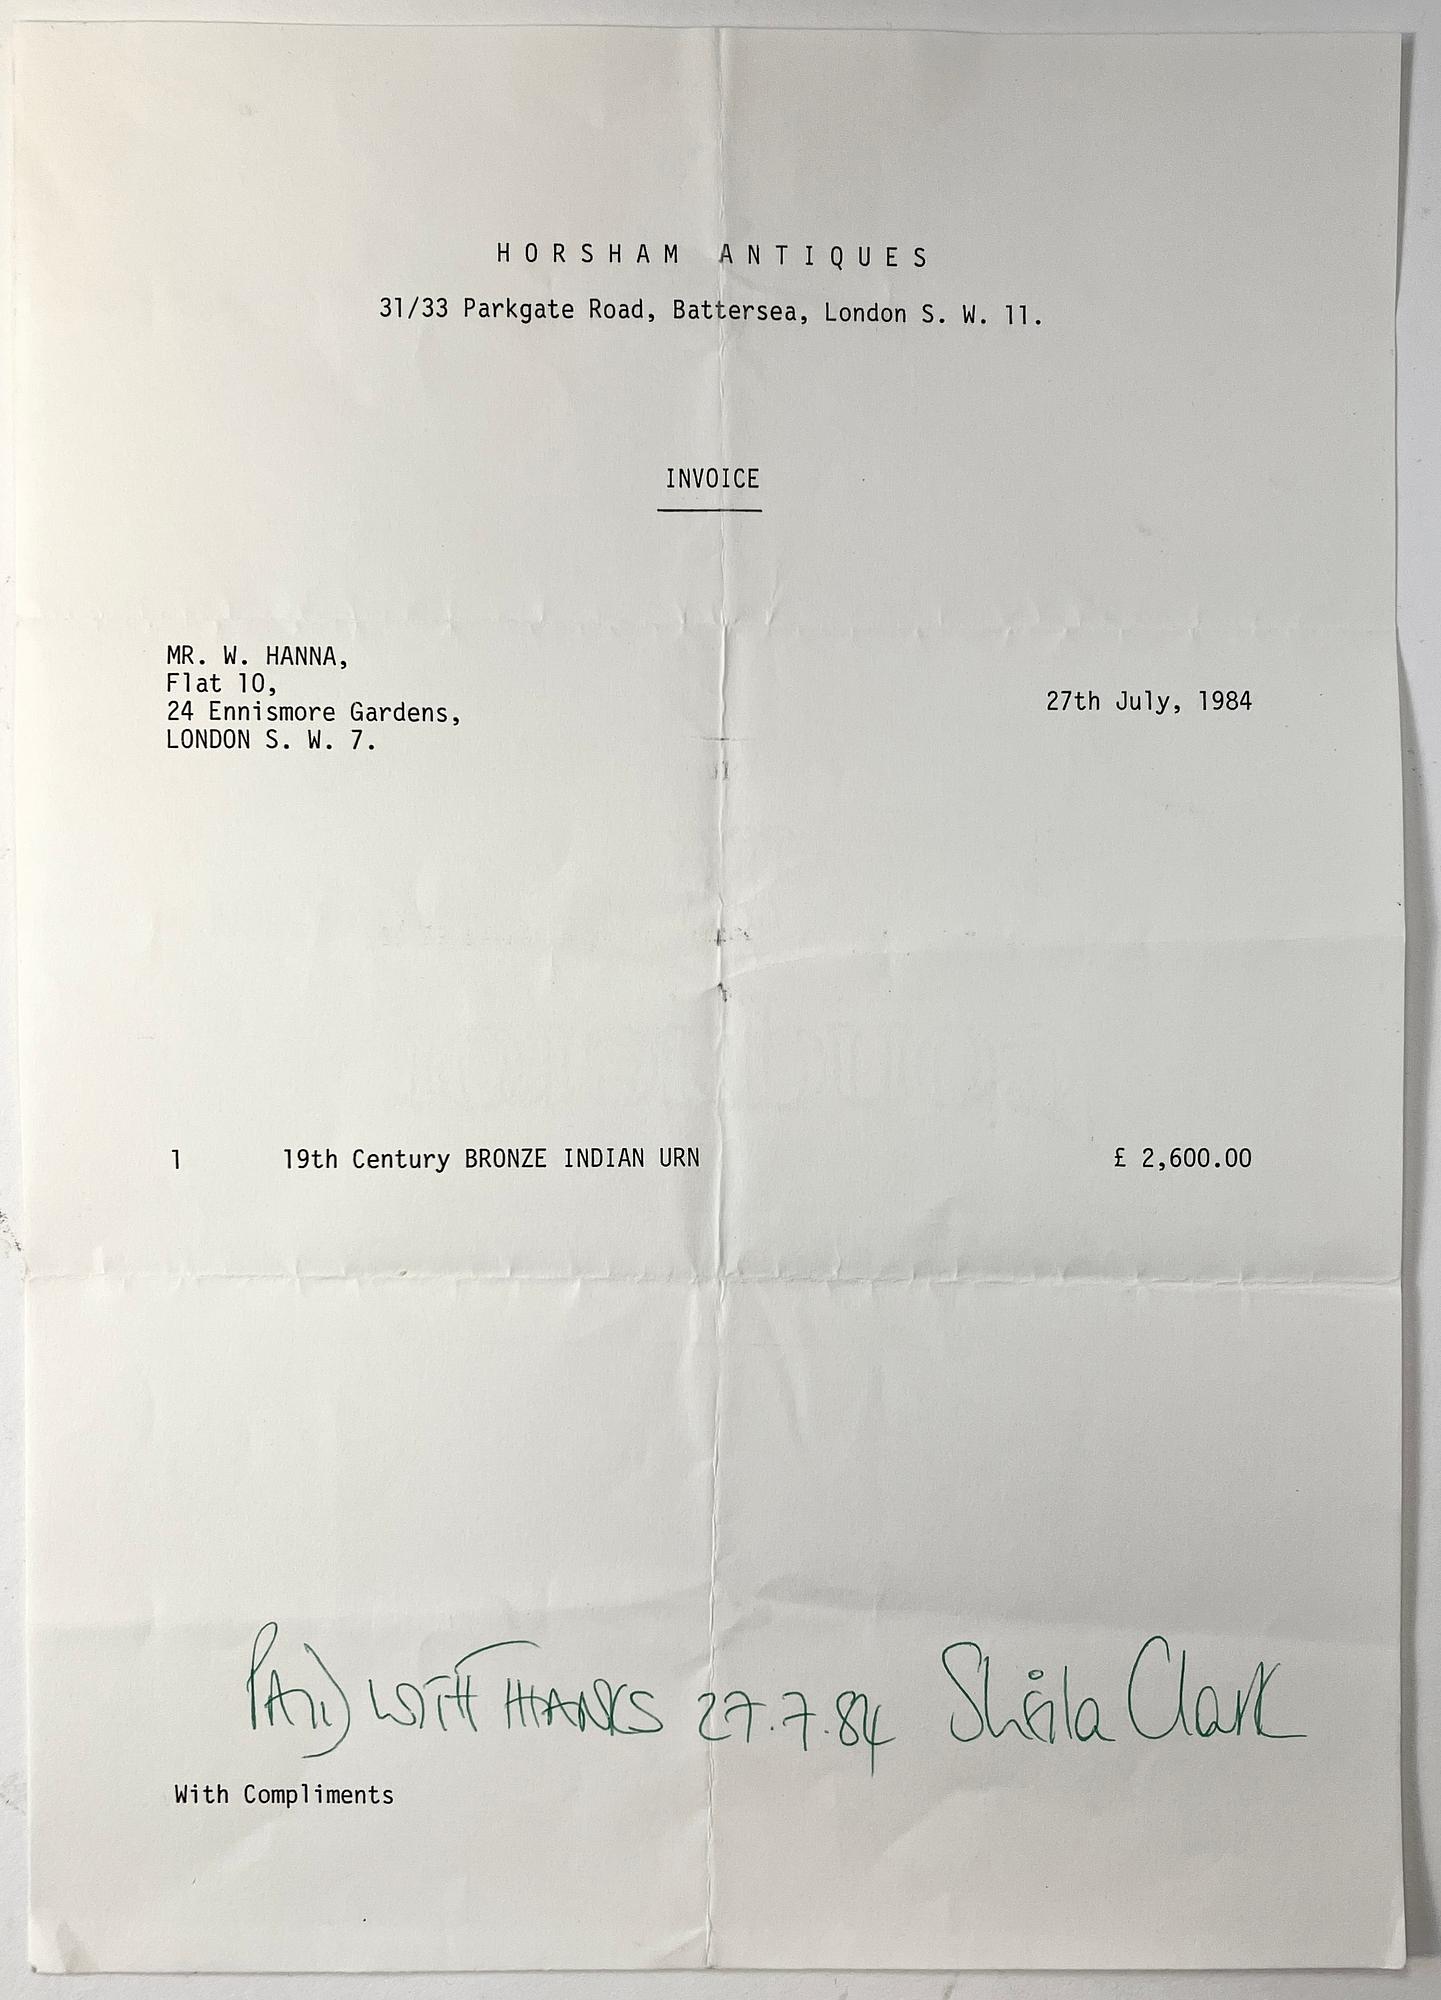 HORSHAM ANTIQUES
31/33 Parkgate Road, Battersea, London S. W. 11.
INVOICE
MR. W. HANNA,
Flat 10,
24 Ennismore Gardens,
LONDON S. W. 7.
27th July, 1984
1 19th Century BRONZE INDIAN URN £ 2,600.00
PAID WITH THANKS 27.7.84 Sheila Clark
With Compliments